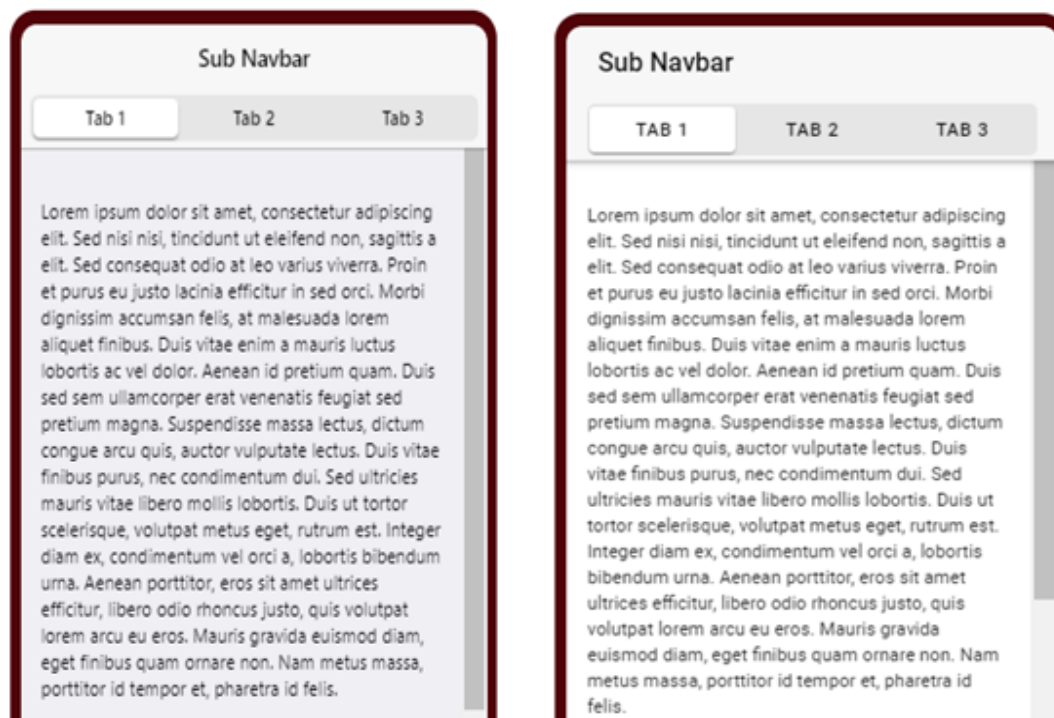 Sub Navbar
Tab 1 Tab 2 Tab 3
Lorem ipsum dolor sit amet, consectetur adipiscing
elit. Sed nisi nisi, tincidunt ut eleifend non, sagittis a
elit. Sed consequat odio at leo varius viverra. Proin
et purus eu justo lacinia efficitur in sed orci. Morbi
dignissim accumsan felis, at malesuada lorem
aliquet finibus. Duis vitae enim a mauris luctus
lobortis ac vel dolor. Aenean id pretium quam. Duis
sed sem ullamcorper erat venenatis feugiat sed
pretium magna. Suspendisse massa lectus, dictum
congue arcu quis, auctor vulputate lectus. Duis vitae
finibus purus, nec condimentum dui. Sed ultricies
mauris vitae libero mollis lobortis. Duis ut tortor
scelerisque, volutpat metus eget, rutrum est. Integer
diam ex, condimentum vel orci a, lobortis bibendum
urna. Aenean porttitor, eros sit amet ultrices
efficitur, libero odio rhoncus justo, quis volutpat
lorem arcu eu eros. Mauris gravida euismod diam,
eget finibus quam ornare non. Nam metus massa,
porttitor id tempor et, pharetra id felis.
Sub Navbar
TAB 1 TAB 2 TAB 3
Lorem ipsum dolor sit amet, consectetur adipiscing
elit. Sed nisi nisi, tincidunt ut eleifend non, sagittis a
elit. Sed consequat odio at leo varius viverra. Proin
et purus eu justo lacinia efficitur in sed orci. Morbi
dignissim accumsan felis, at malesuada lorem
aliquet finibus. Duis vitae enim a mauris luctus
lobortis ac vel dolor. Aenean id pretium quam. Duis
sed sem ullamcorper erat venenatis feugiat sed
pretium magna. Suspendisse massa lectus, dictum
congue arcu quis, auctor vulputate lectus. Duis
vitae finibus purus, nec condimentum dui. Sed
ultricies mauris vitae libero mollis lobortis. Duis ut
tortor scelerisque, volutpat metus eget, rutrum est.
Integer diam ex, condimentum vel orci a, lobortis
bibendum urna. Aenean porttitor, eros sit amet
ultrices efficitur, libero odio rhoncus justo, quis
volutpat lorem arcu eu eros. Mauris gravida
euismod diam, eget finibus quam ornare non. Nam
metus massa, porttitor id tempor et, pharetra id
felis.